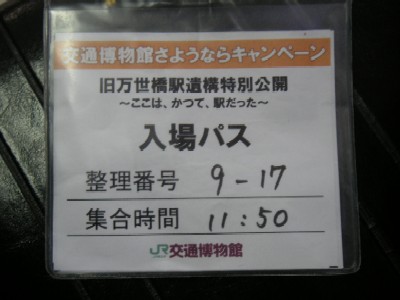 交通博物館さようならキャンペーン
旧万世橋駅遺構特別公開
～ここは、かつて、駅だった～
入場パス
整理番号 9-17
集合時間 11:50
JR交通博物館